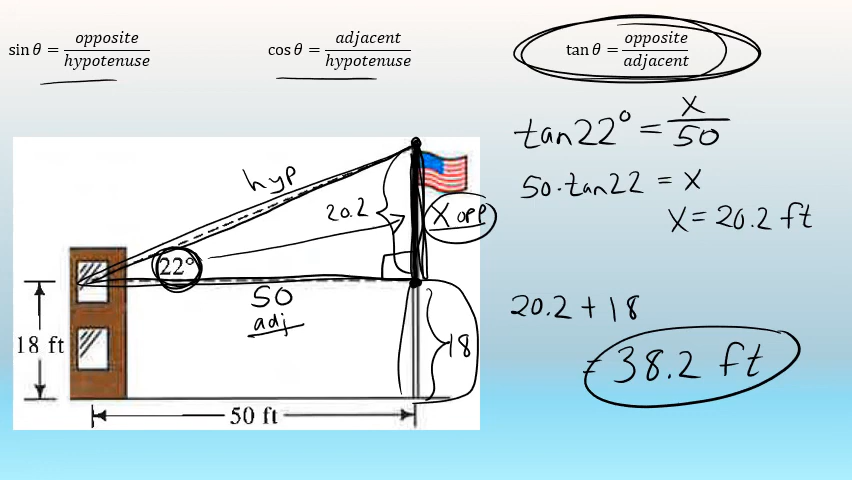 sin θ = opposite/hypotenuse
cos θ = adjacent/hypotenuse
tan θ = opposite/adjacent
tan22° = x/50
50·tan22 = x
x = 20.2 ft
hyp
20.2
x opp
22°
50
adj
18 ft
18
50 ft
20.2 + 18
= 38.2 ft